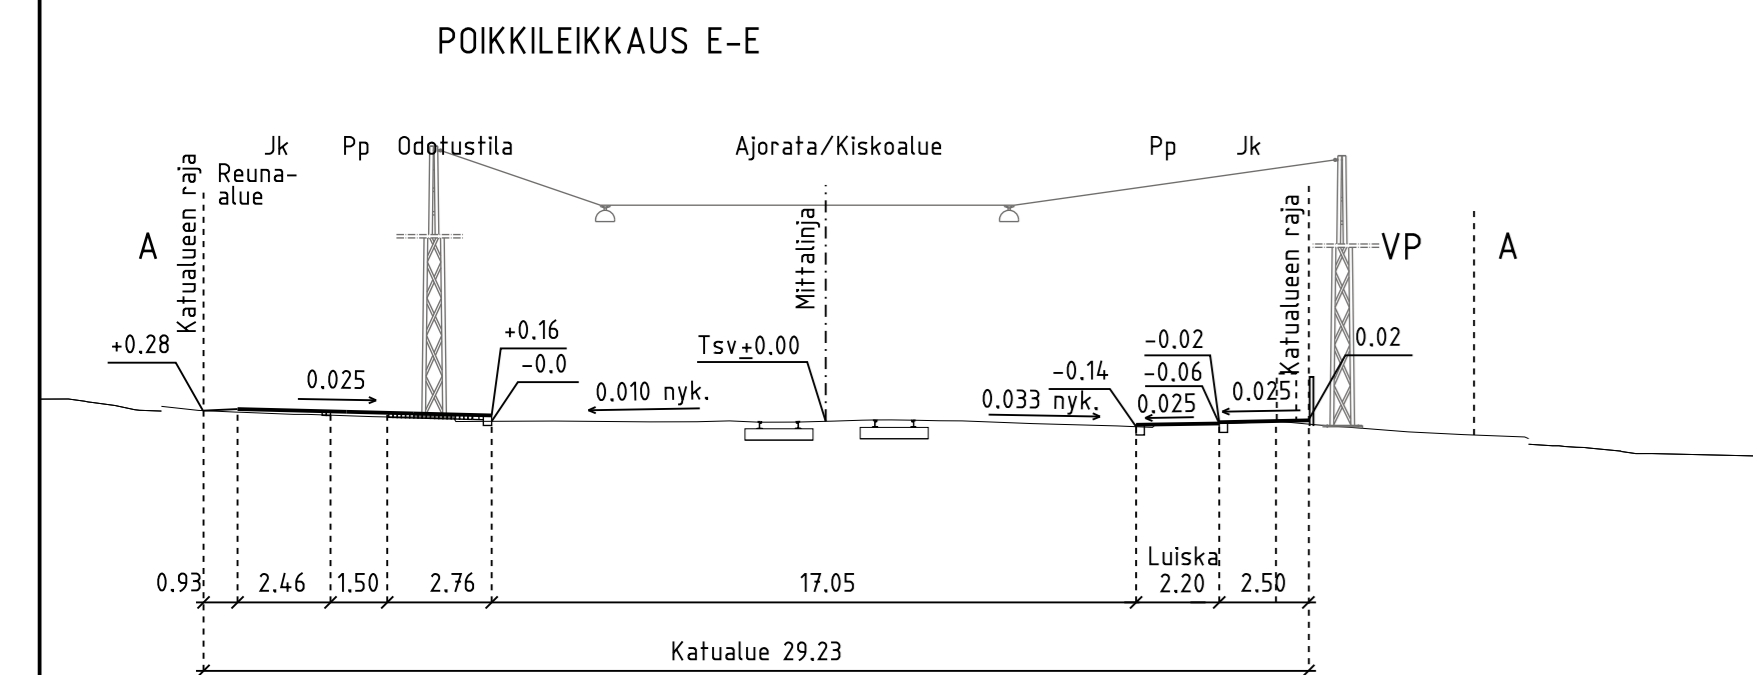 POIKKILEIKKAUS E-E
Jk Pp Odotustila Ajorata/Kiskoalue Pp Jk
Reuna-
alue
Katualueen raja
Mittalinja
Katualueen raja
A VP A
+0.28
+0.16
-0.0
0.025
0.010 nyk.
Tsv±0.00
0.033 nyk.
-0.14
-0.02
-0.06
0.025
0.025
0.02
Luiska
0.93 2.46 1.50 2.76 17.05 2.20 2.50
Katualue 29.23